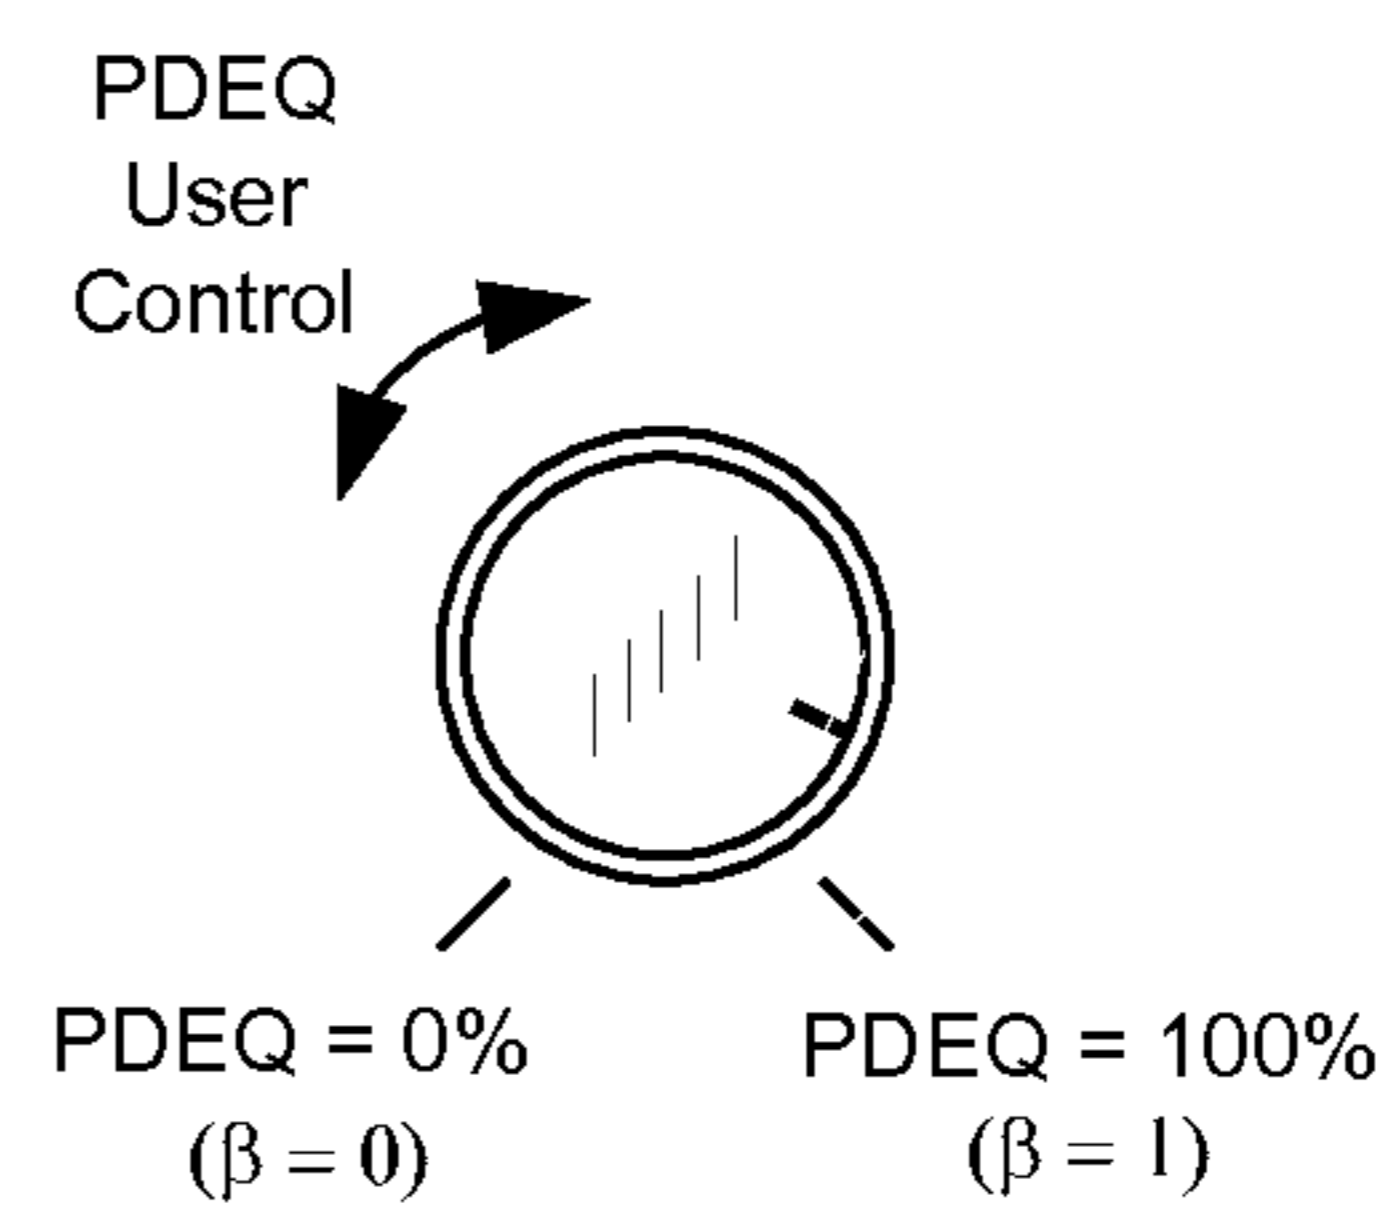 PDEQ
User
Control
PDEQ = 0%
(β = 0)
PDEQ = 100%
(β = 1)